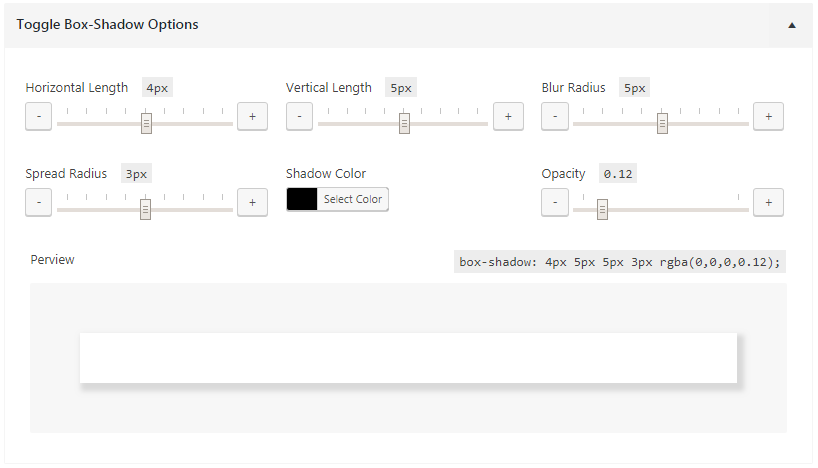 Toggle Box-Shadow Options
Horizontal Length 4px
Vertical Length 5px
Blur Radius 5px
- +
- +
- +
Spread Radius 3px
Shadow Color
Opacity 0.12
- +
Select Color
- +
Perview
box-shadow: 4px 5px 5px 3px rgba(0,0,0,0.12);